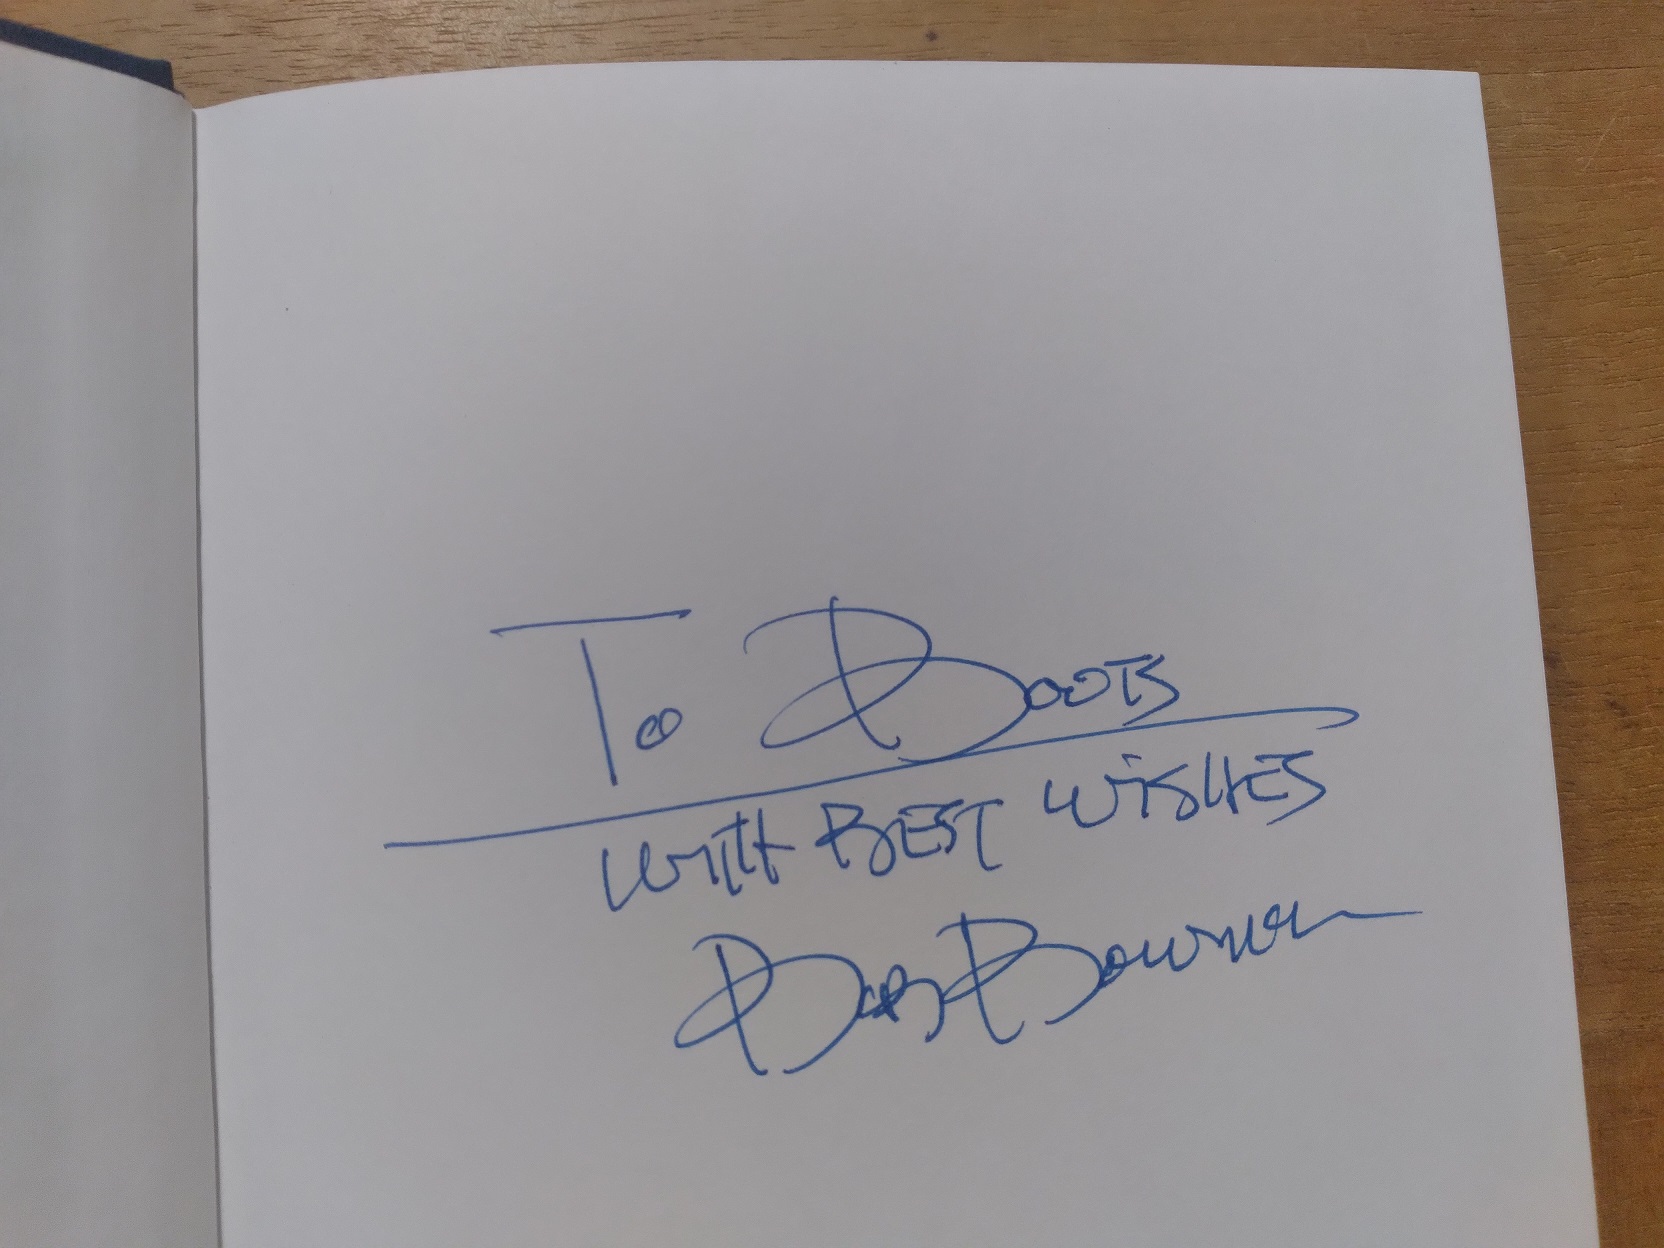 To Boots
WITH BEST WISHES
Bowman